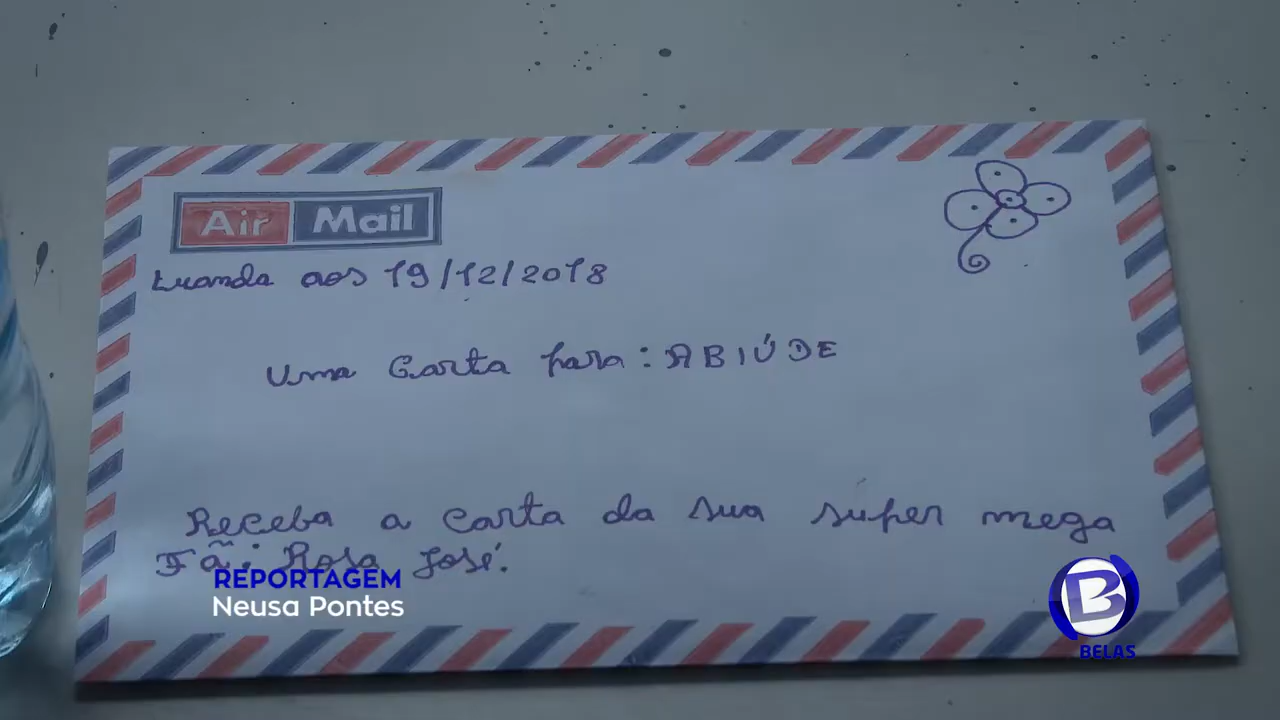 Air Mail
Luanda aos 19/12/2018
Uma Carta para: ABIÚDE
Receba a carta da sua super mega
Fã: Rosa José.
REPORTAGEM
Neusa Pontes
B
BELAS